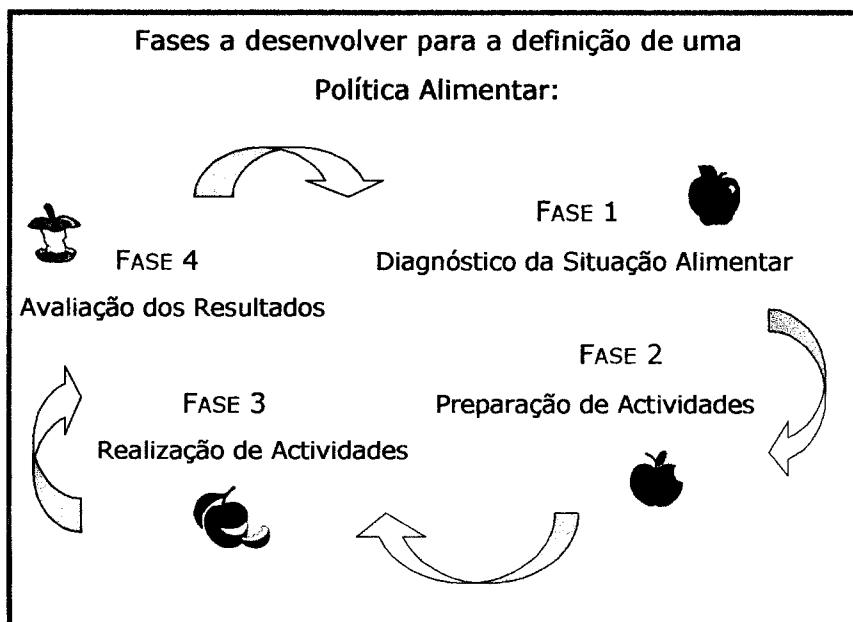 Fases a desenvolver para a definição de uma
Política Alimentar:
FASE 1
Diagnóstico da Situação Alimentar
FASE 2
Preparação de Actividades
FASE 3
Realização de Actividades
FASE 4
Avaliação dos Resultados